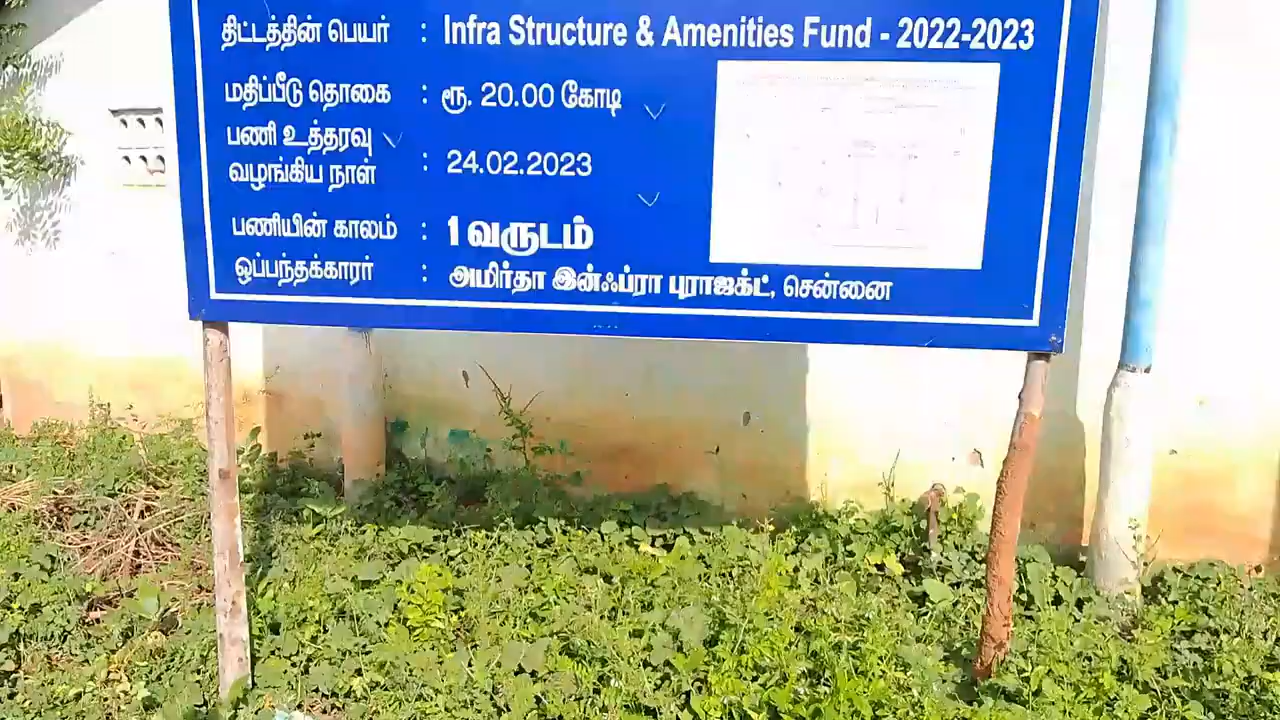 திட்டத்தின் பெயர் : Infra Structure & Amenities Fund - 2022-2023
மதிப்பீடு தொகை : ரூ. 20.00 கோடி
பணி உத்தரவு
வழங்கிய நாள் : 24.02.2023
பணியின் காலம் : 1 வருடம்
ஒப்பந்தக்காரர் : அமிர்தா இன்ஃப்ரா புராஜக்ட், சென்னை